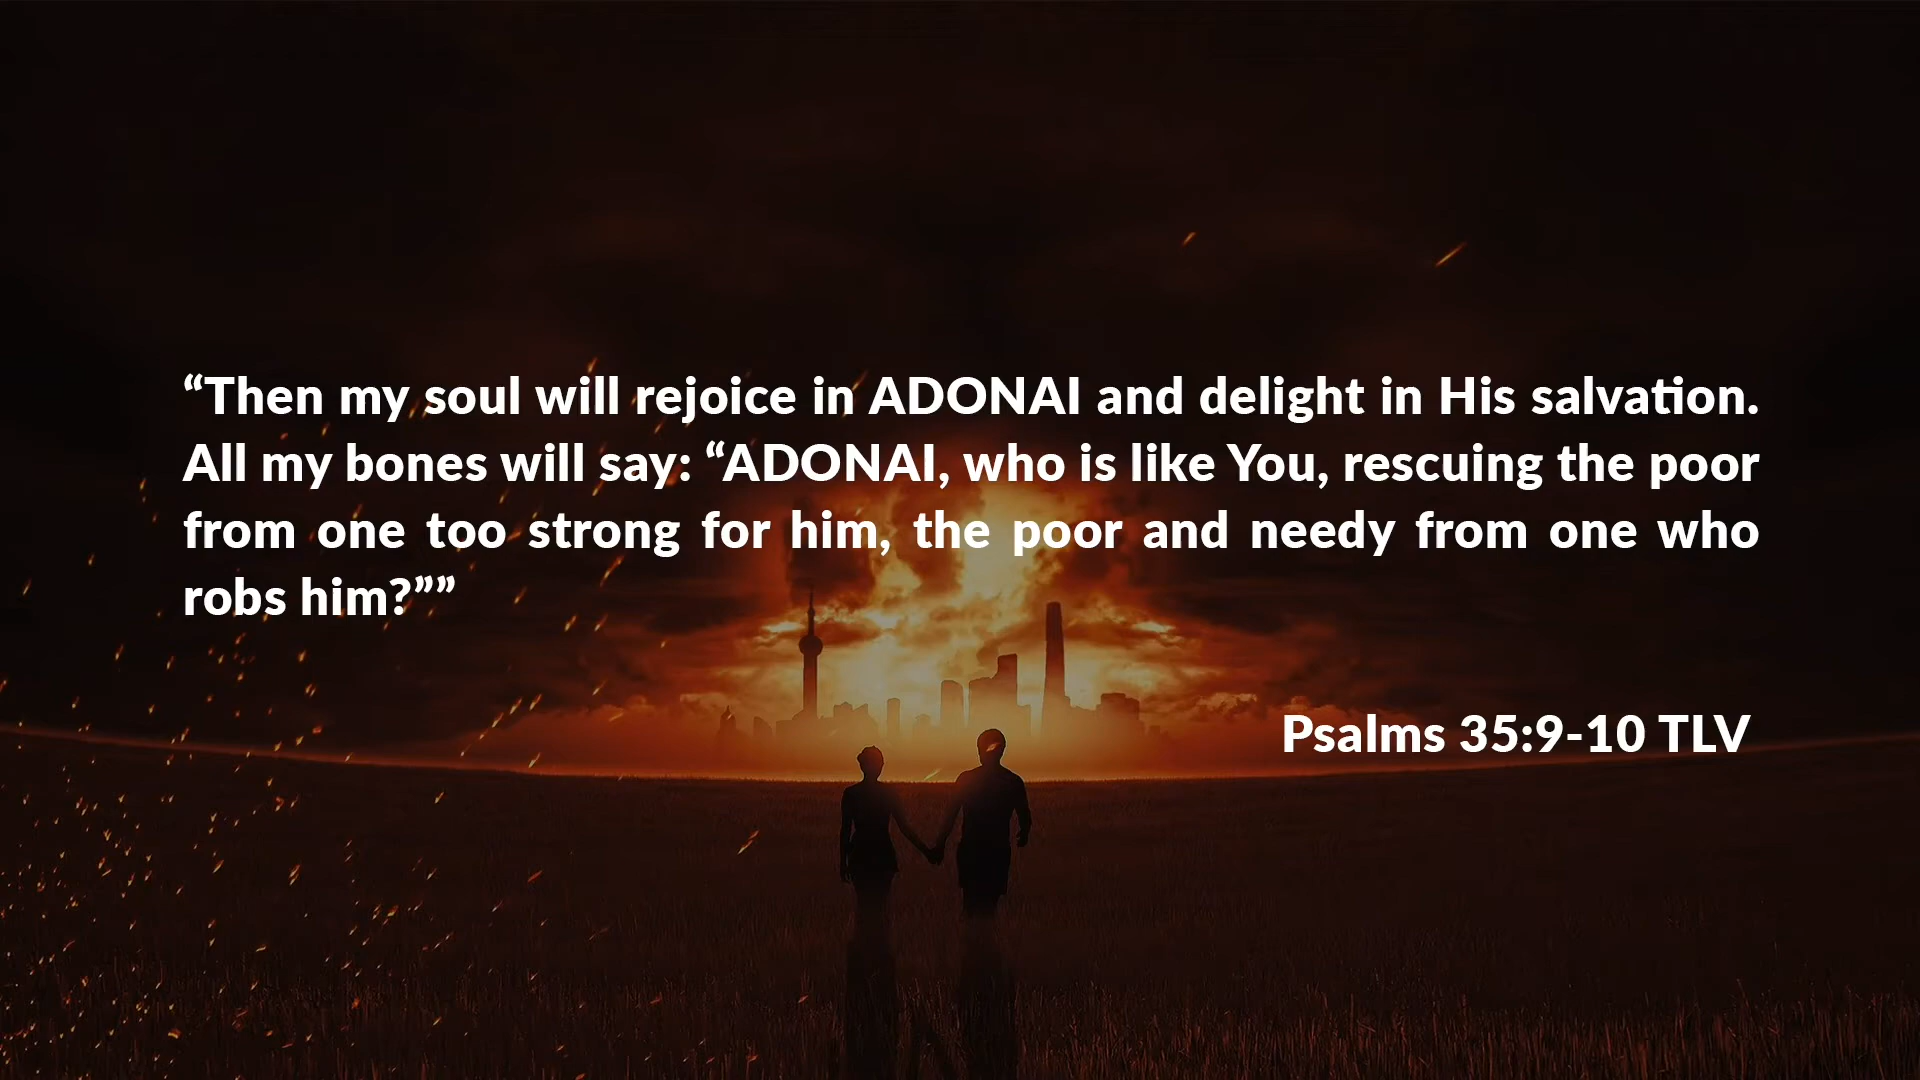 “Then my soul will rejoice in ADONAI and delight in His salvation.
All my bones will say: “ADONAI, who is like You, rescuing the poor
from one too strong for him, the poor and needy from one who
robs him?””
Psalms 35:9-10 TLV